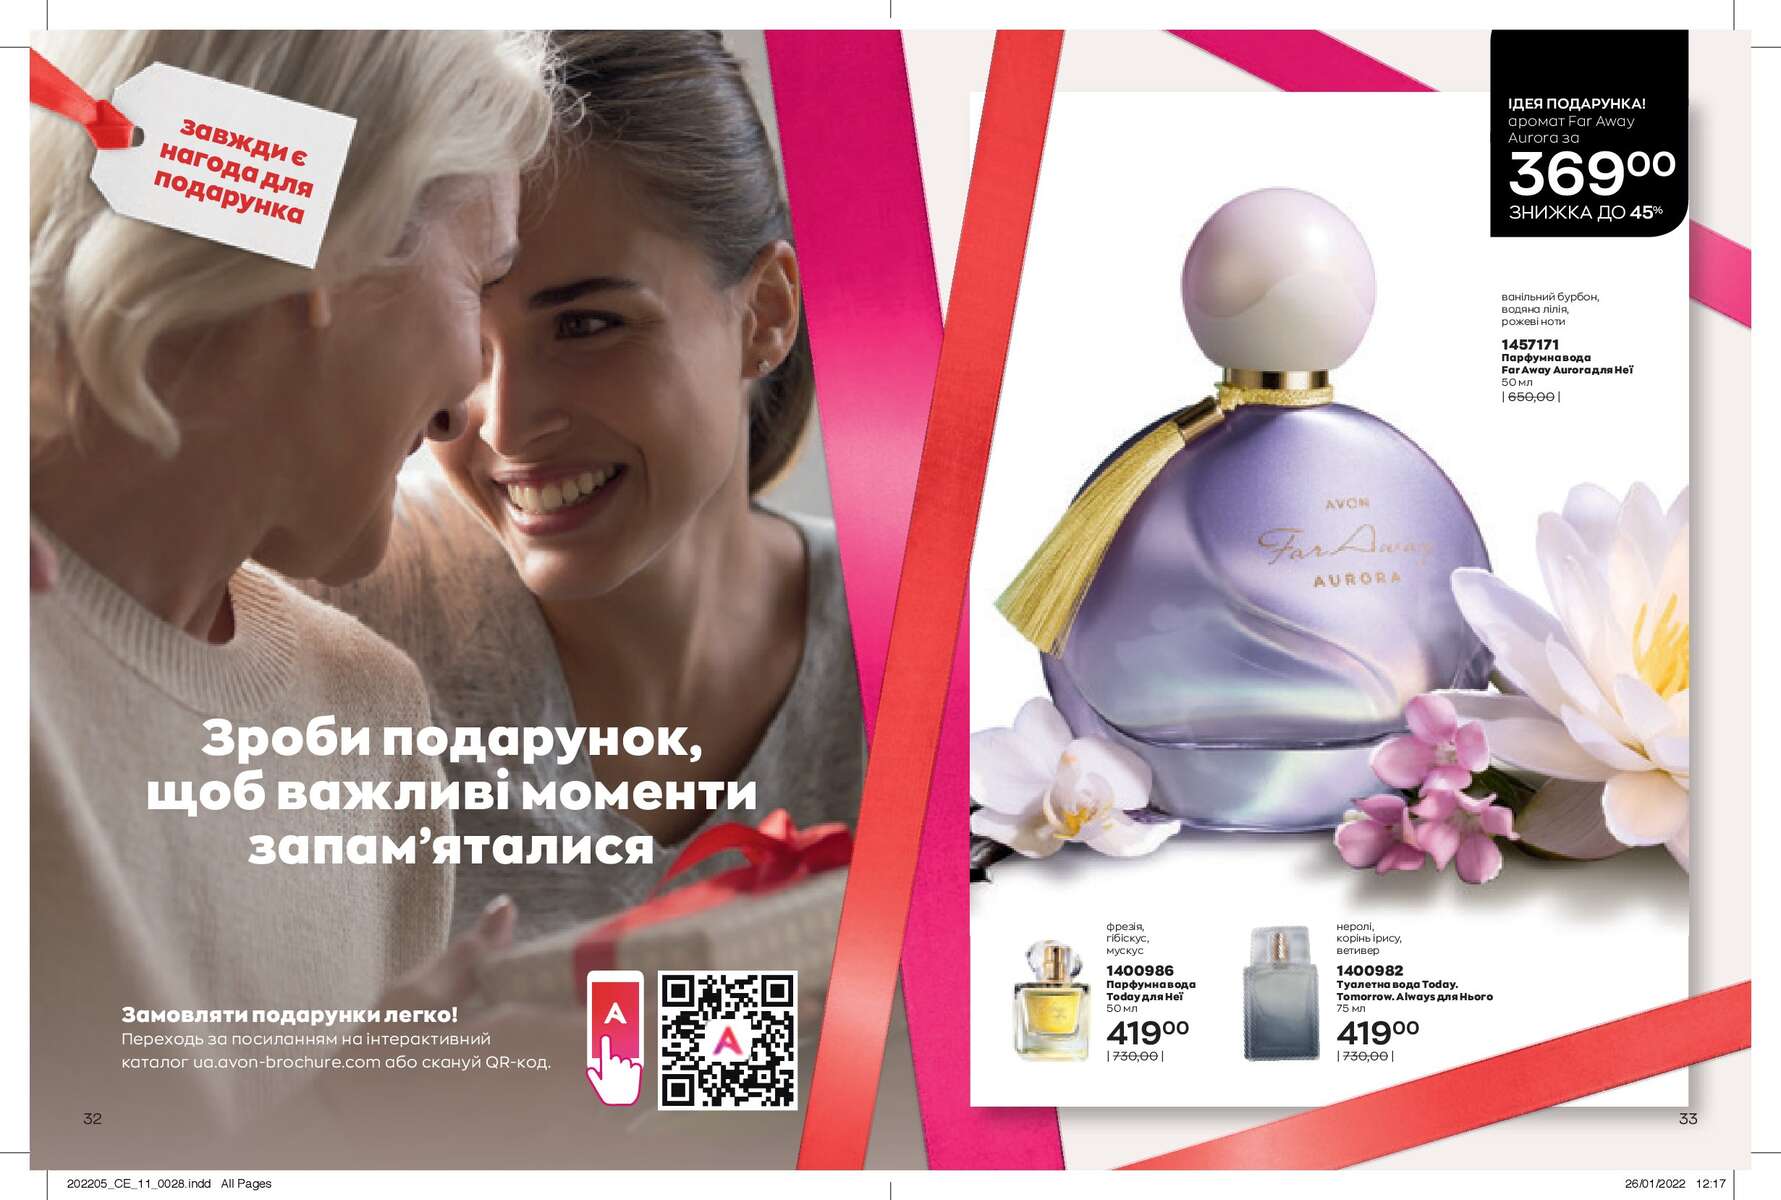 завжди є
нагода для
подарунка
Зроби подарунок,
щоб важливі моменти
запам’яталися
Замовляти подарунки легко!
Переходь за посиланням на інтерактивний
каталог ua.avon-brochure.com або скануй QR-код.
A
A
32
ІДЕЯ ПОДАРУНКА!
аромат Far Away
Aurora за
369⁰⁰
ЗНИЖКА ДО 45%
ванільний бурбон,
водяна лілія,
рожеві ноти
1457171
Парфумна вода
Far Away Aurora для Неї
50 мл
| 650,00 |
AVON
Far Away
AURORA
фрезія,
гібіскус,
мускус
1400986
Парфумна вода
Today для Неї
50 мл
419⁰⁰
| 730,00 |
неролі,
корінь ірису,
ветивер
1400982
Туалетна вода Today.
Tomorrow. Always для Нього
75 мл
419⁰⁰
| 730,00 |
33
202205_CE_11_0028.indd   All Pages
26/01/2022   12:17